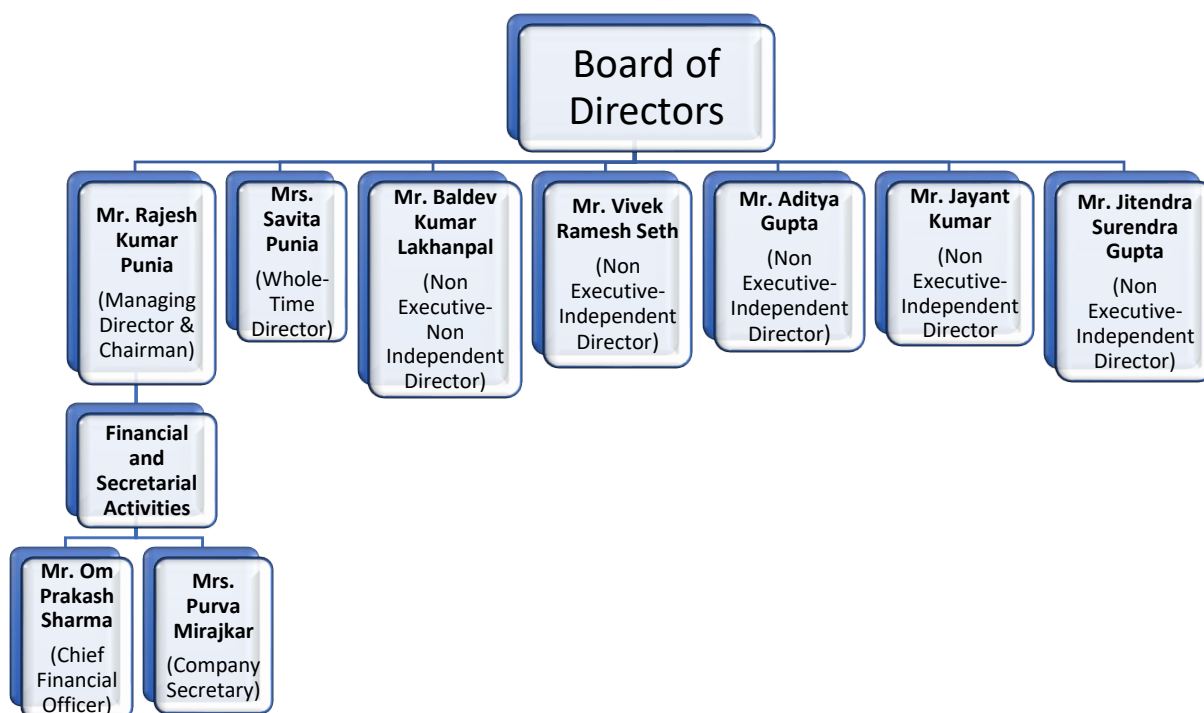 Board of
Directors
Mr. Rajesh
Kumar
Punia
(Managing
Director &
Chairman)
Mrs.
Savita
Punia
(Whole-
Time
Director)
Mr. Baldev
Kumar
Lakhanpal
(Non
Executive-
Non
Independent
Director)
Mr. Vivek
Ramesh Seth
(Non
Executive-
Independent
Director)
Mr. Aditya
Gupta
(Non
Executive-
Independent
Director)
Mr. Jayant
Kumar
(Non
Executive-
Independent
Director
Mr. Jitendra
Surendra
Gupta
(Non
Executive-
Independent
Director)
Financial
and
Secretarial
Activities
Mr. Om
Prakash
Sharma
(Chief
Financial
Officer)
Mrs.
Purva
Mirajkar
(Company
Secretary)